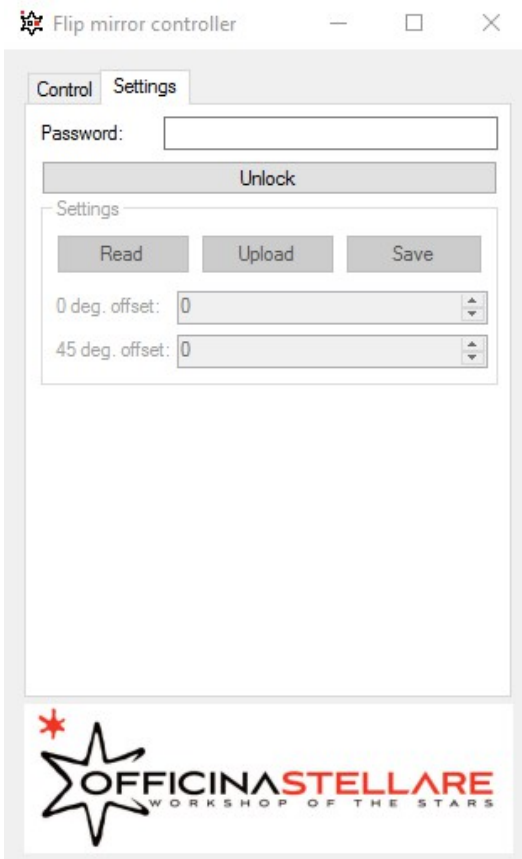 Flip mirror controller
Control Settings
Password:
Unlock
Settings
Read Upload Save
0 deg. offset: 0
45 deg. offset: 0
OFFICINASTELLARE
WORKSHOP OF THE STARS